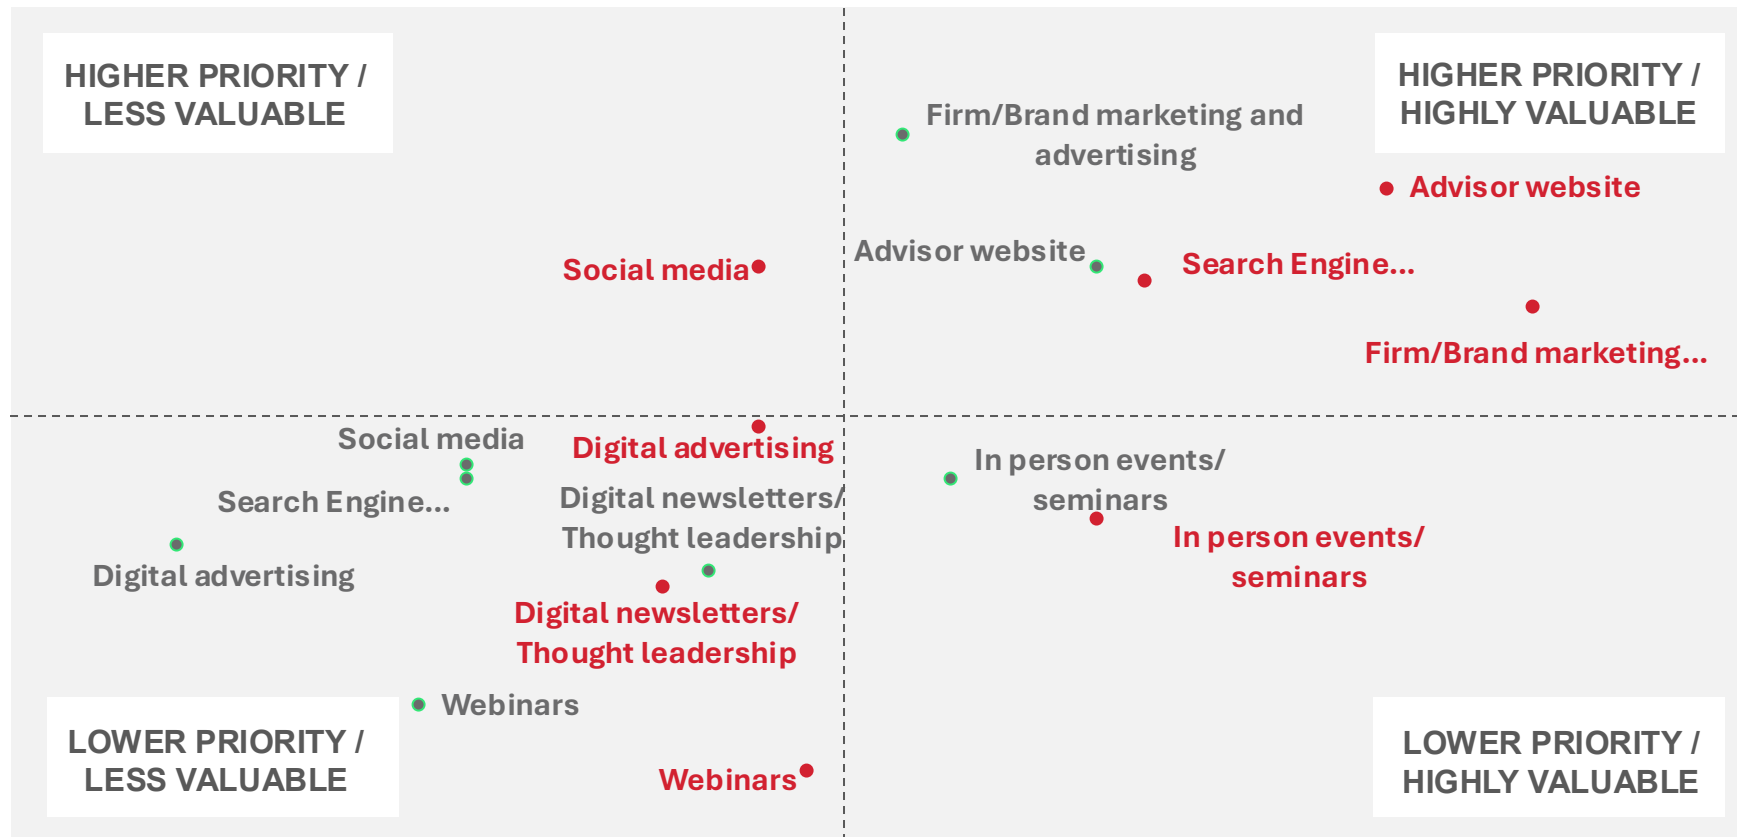 HIGHER PRIORITY /
LESS VALUABLE
HIGHER PRIORITY /
HIGHLY VALUABLE
Firm/Brand marketing and
advertising
Advisor website
Advisor website
Social media
Search Engine...
Firm/Brand marketing...
Social media
Digital advertising
Search Engine...
Digital newsletters/
Thought leadership
In person events/
seminars
In person events/
seminars
Digital advertising
Digital newsletters/
Thought leadership
Webinars
Webinars
LOWER PRIORITY /
LESS VALUABLE
LOWER PRIORITY /
HIGHLY VALUABLE